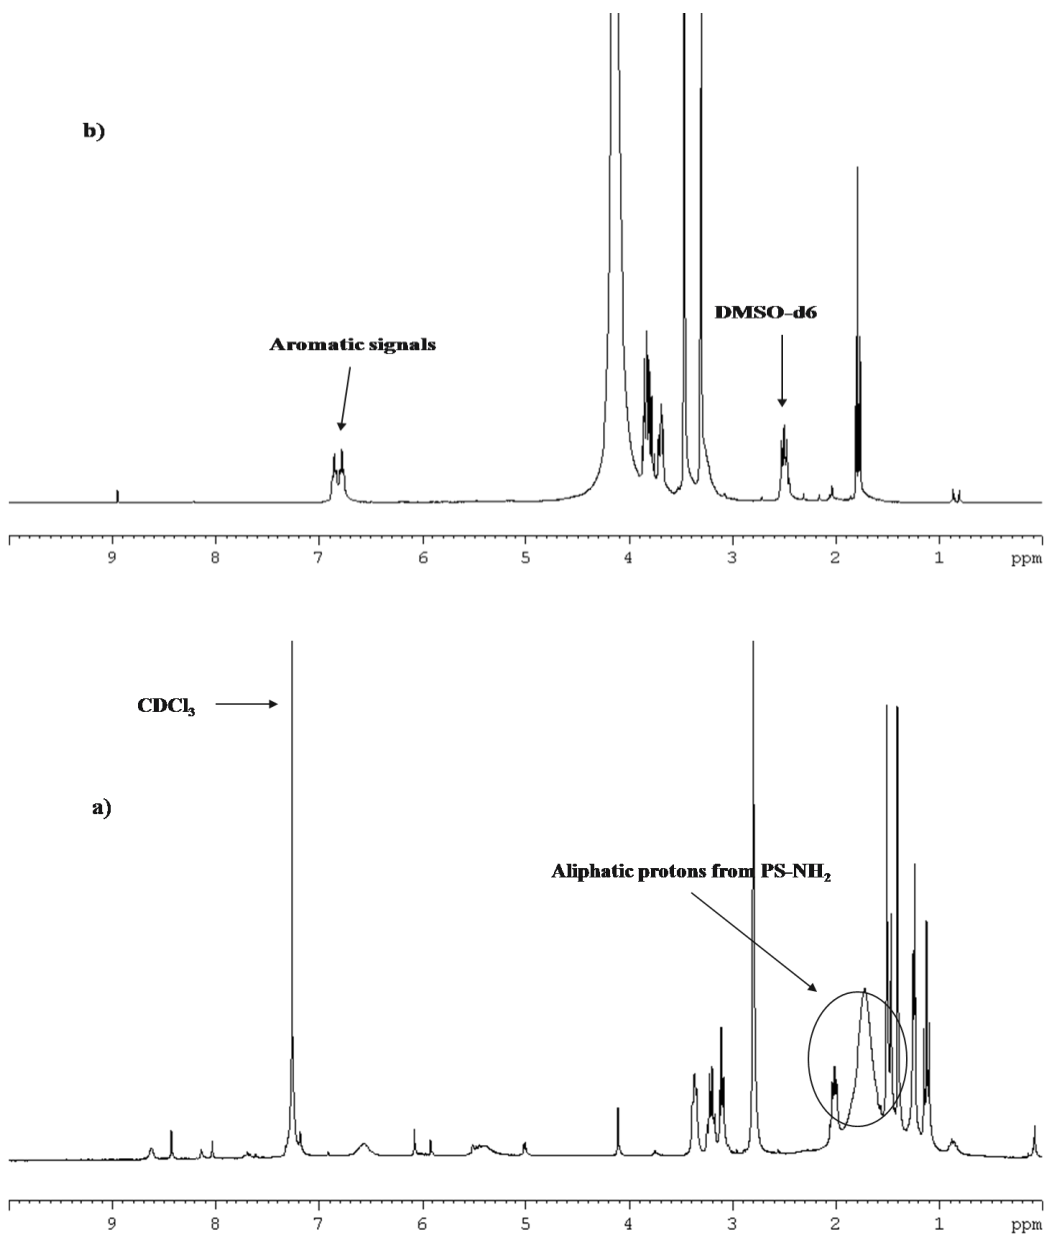 b)
DMSO-d6
Aromatic signals
9 8 7 6 5 4 3 2 1 ppm
CDCl₃
a)
Aliphatic protons from PS-NH₂
9 8 7 6 5 4 3 2 1 ppm